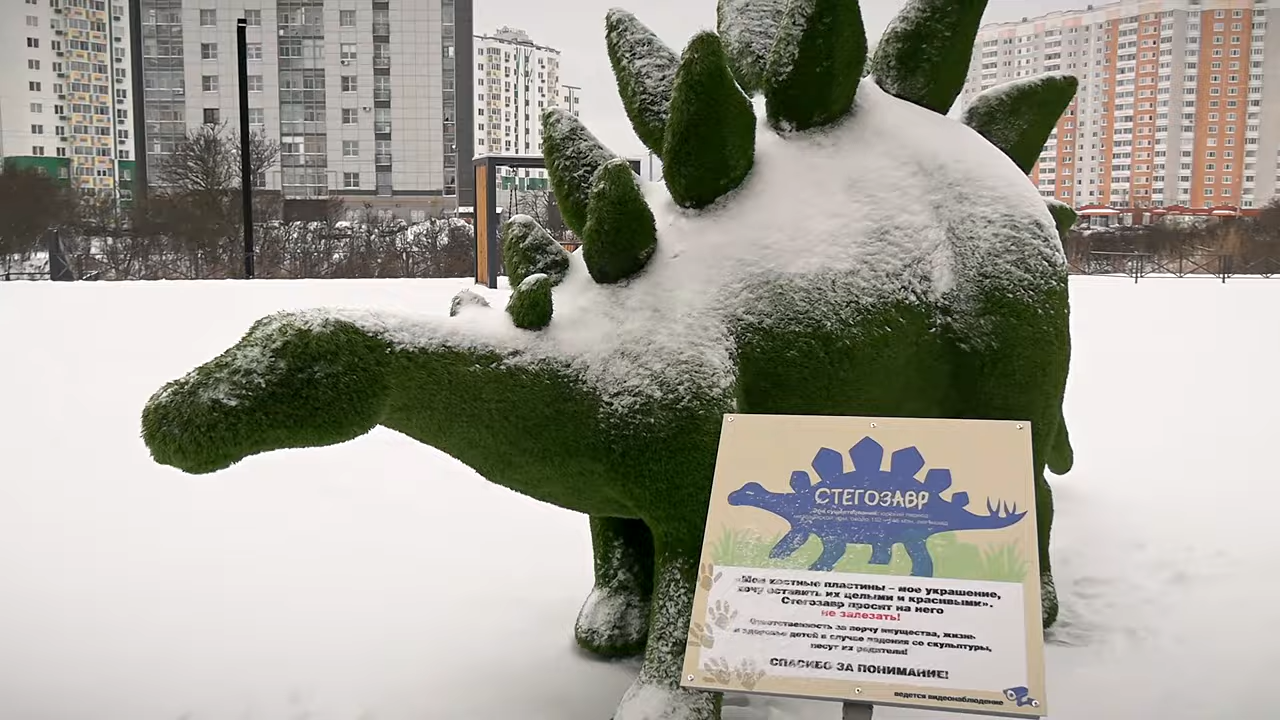 СТЕГОЗАВР
«Мои костные пластины – мое украшение,
хочу оставить их целыми и красивыми».
Стегозавр просит на него
не залезать!
Ответственность за порчу имущества, жизнь
и здоровье детей в случае падения со скульптуры,
несут их родители!
СПАСИБО ЗА ПОНИМАНИЕ!
ведется видеонаблюдение